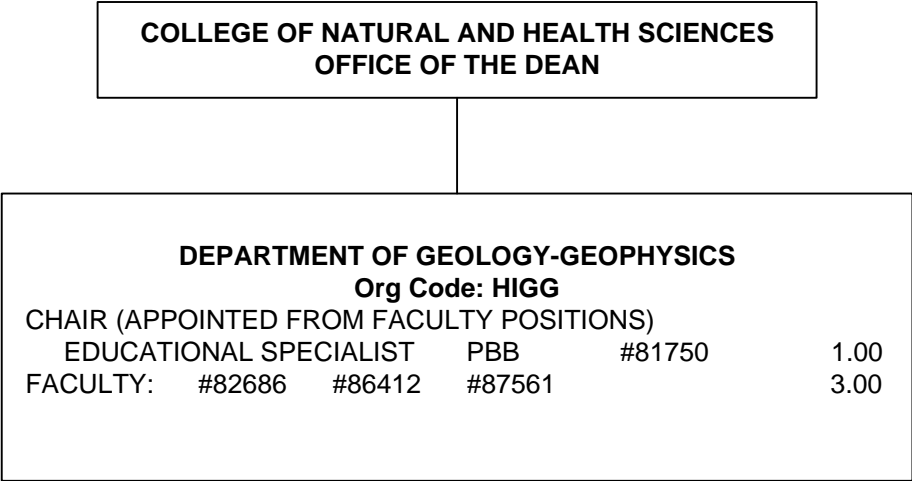 COLLEGE OF NATURAL AND HEALTH SCIENCES
OFFICE OF THE DEAN
DEPARTMENT OF GEOLOGY-GEOPHYSICS
Org Code: HIGG
CHAIR (APPOINTED FROM FACULTY POSITIONS)
EDUCATIONAL SPECIALIST PBB #81750 1.00
FACULTY: #82686 #86412 #87561 3.00